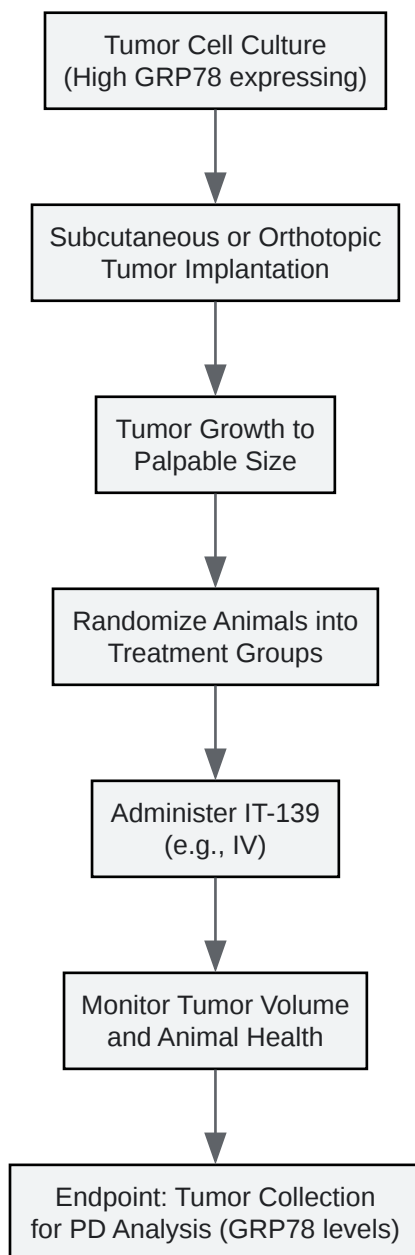 Tumor Cell Culture
(High GRP78 expressing)
Subcutaneous or Orthotopic
Tumor Implantation
Tumor Growth to
Palpable Size
Randomize Animals into
Treatment Groups
Administer IT-139
(e.g., IV)
Monitor Tumor Volume
and Animal Health
Endpoint: Tumor Collection
for PD Analysis (GRP78 levels)